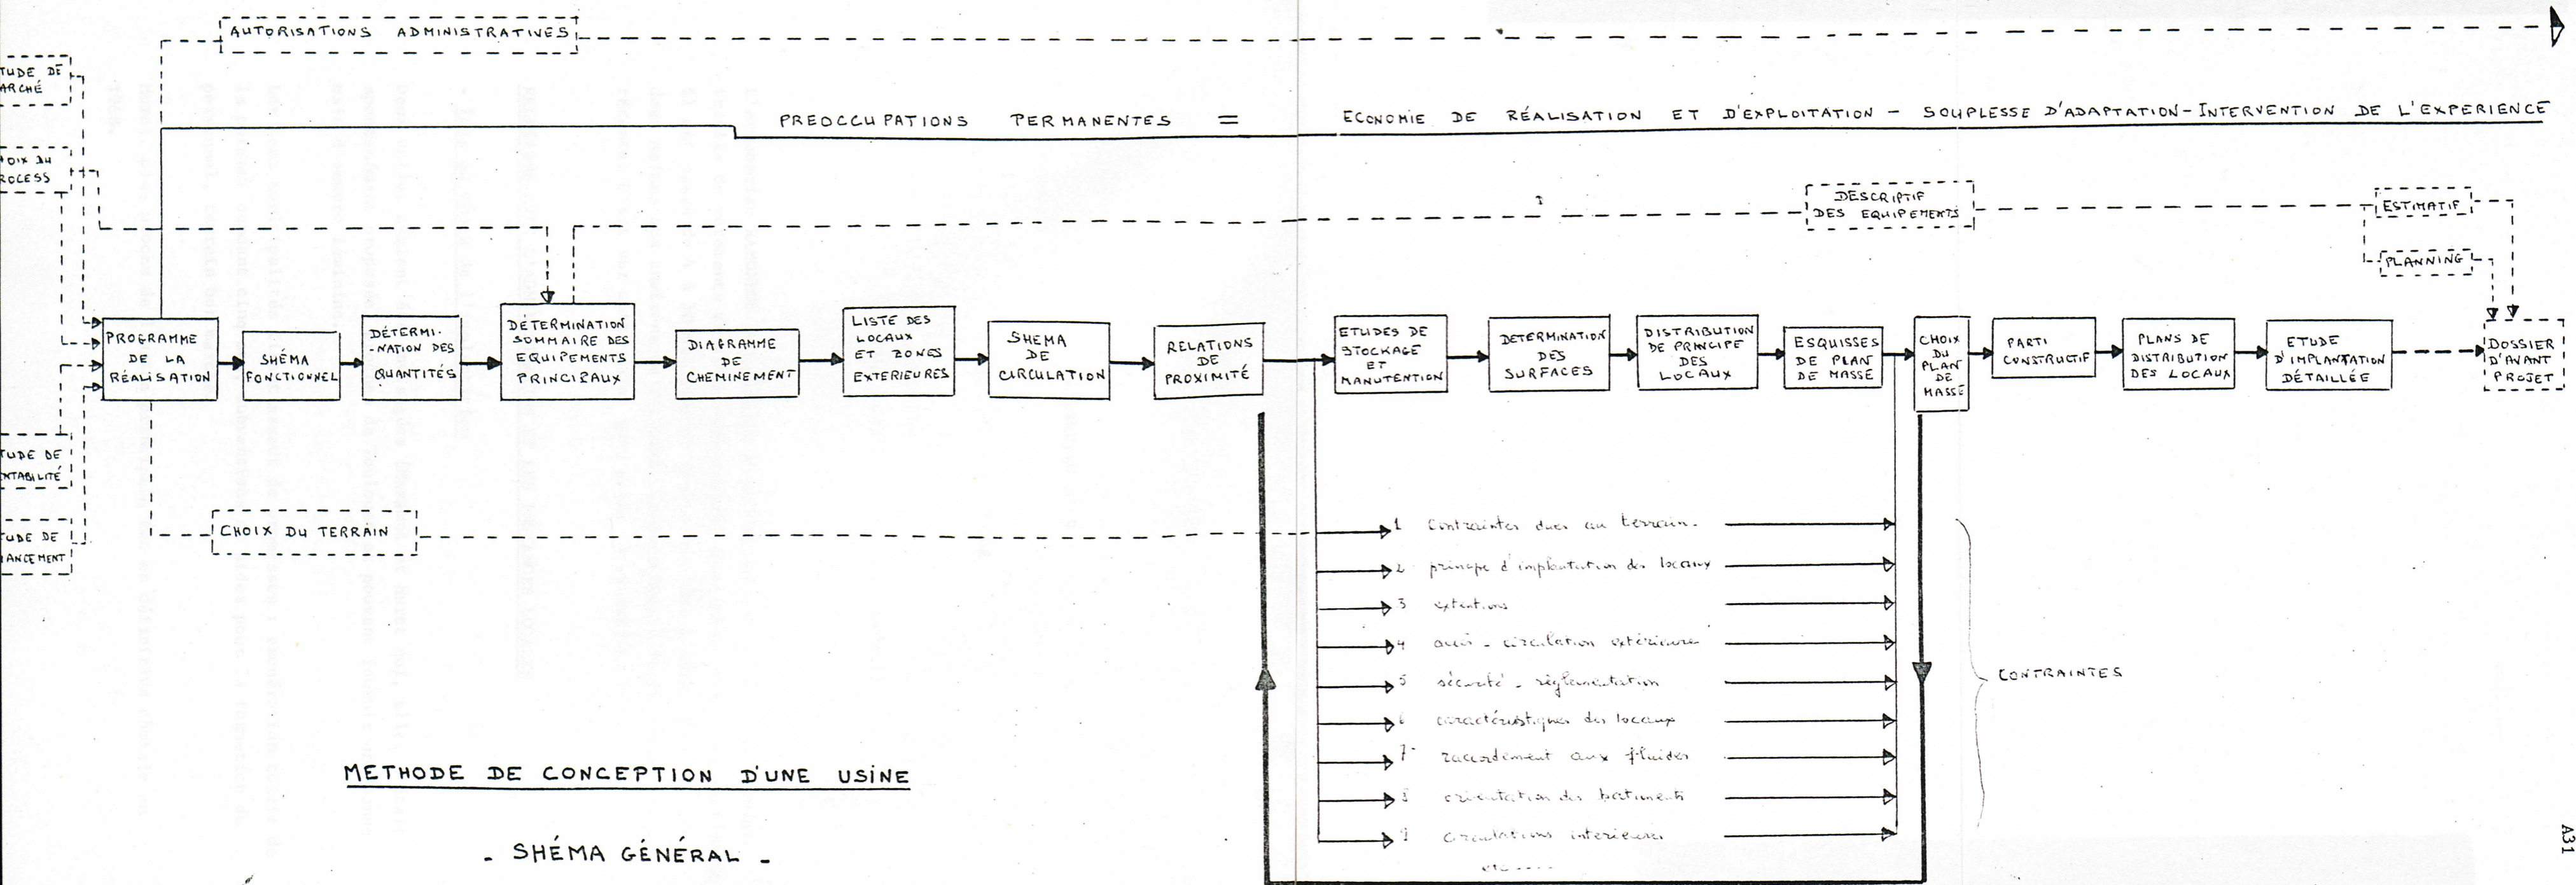 AUTORISATIONS ADMINISTRATIVES
TUDE DE
ARCHÉ
PREOCCUPATIONS PERMANENTES = ECONOMIE DE RÉALISATION ET D'EXPLOITATION - SOUPLESSE D'ADAPTATION - INTERVENTION DE L'EXPERIENCE
OIX DU
ROCESS
DESCRIPTIF
DES EQUIPEMENTS
ESTIMATIF
PLANNING
PROGRAMME
DE LA
RÉALISATION
SHÉMA
FONCTIONNEL
DÉTERMI-
-NATION DES
QUANTITÉS
DÉTERMINATION
SOMMAIRE DES
EQUIPEMENTS
PRINCIPAUX
DIAGRAMME
DE
CHEMINEMENT
LISTE DES
LOCAUX
ET ZONES
EXTERIEURES
SHEMA
DE
CIRCULATION
RELATIONS
DE
PROXIMITÉ
ETUDES DE
STOCKAGE
ET
MANUTENTION
DETERMINATION
DES
SURFACES
DISTRIBUTION
DE PRINCIPE
DES
LOCAUX
ESQUISSES
DE PLAN
DE MASSE
CHOIX
DU
PLAN
DE
MASSE
PARTI
CONSTRUCTIF
PLANS DE
DISTRIBUTION
DES LOCAUX
ETUDE
D'IMPLANTATION
DÉTAILLÉE
DOSSIER
D'AVANT
PROJET
TUDE DE
NTABILITÉ
TUDE DE
ANCEMENT
CHOIX DU TERRAIN
1 contraintes dues au terrain.
2 principe d'implantation des locaux
3 extentions
4 accès - circulation extérieure
5 sécurité - règlementation
6 caractéristiques des locaux
7 raccordement aux fluides
8 orientation des batiments
9 circulations interieures
etc ....
CONTRAINTES
METHODE DE CONCEPTION D'UNE USINE
- SHÉMA GÉNÉRAL -
A31